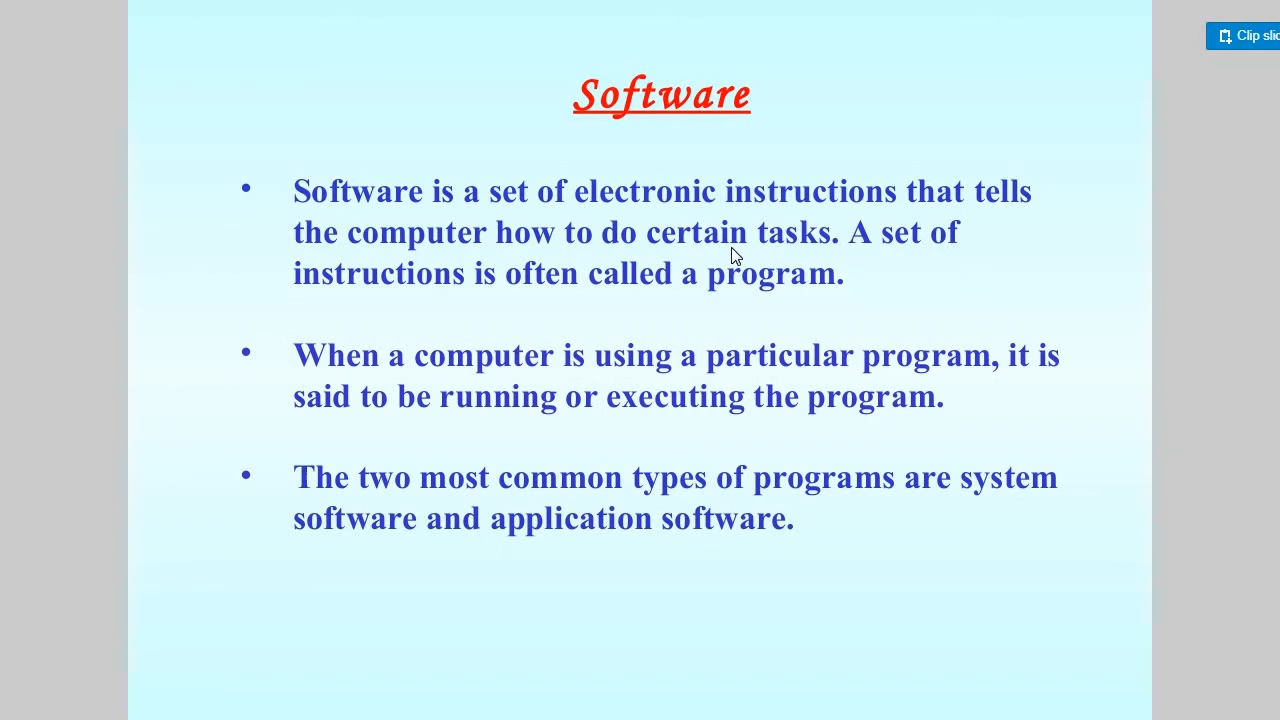 Clip slic
Software
• Software is a set of electronic instructions that tells
the computer how to do certain tasks. A set of
instructions is often called a program.
• When a computer is using a particular program, it is
said to be running or executing the program.
• The two most common types of programs are system
software and application software.